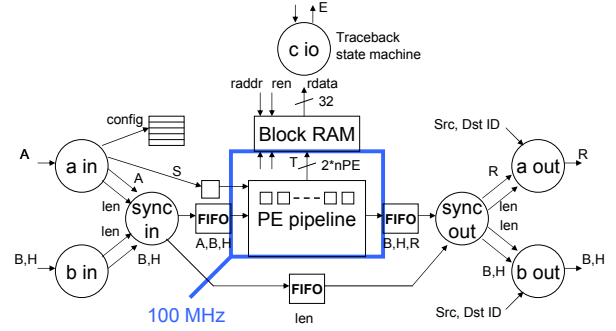 E
Traceback
state machine
c io
raddr ren rdata
32
config
Block RAM
Src, Dst ID
A
a in
S
T
2*nPE
a out
R
A
R
len
PE pipeline
len
len
sync
in
FIFO
FIFO
sync
out
len
A,B,H
B,H,R
B,H
b in
B,H
B,H
b out
B,H
FIFO
100 MHz
len
Src, Dst ID